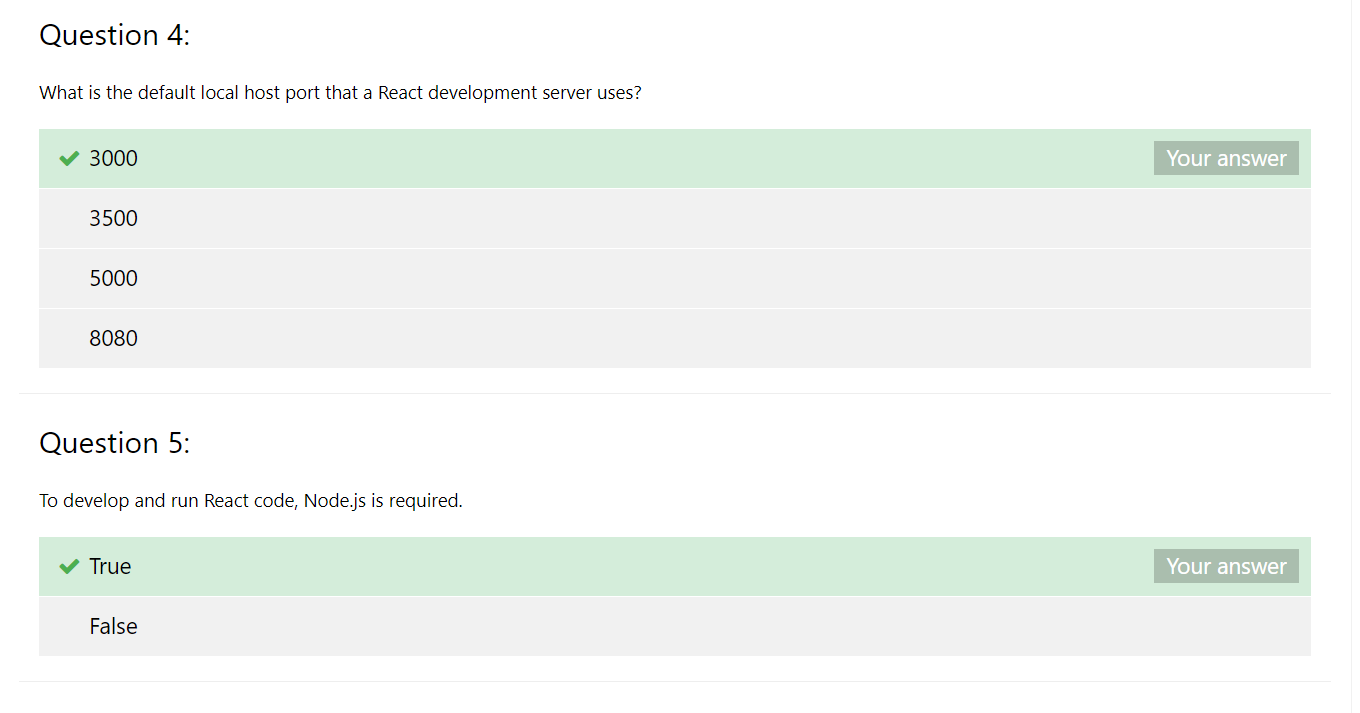 Question 4:
What is the default local host port that a React development server uses?
3000 Your answer
3500
5000
8080
Question 5:
To develop and run React code, Node.js is required.
True Your answer
False